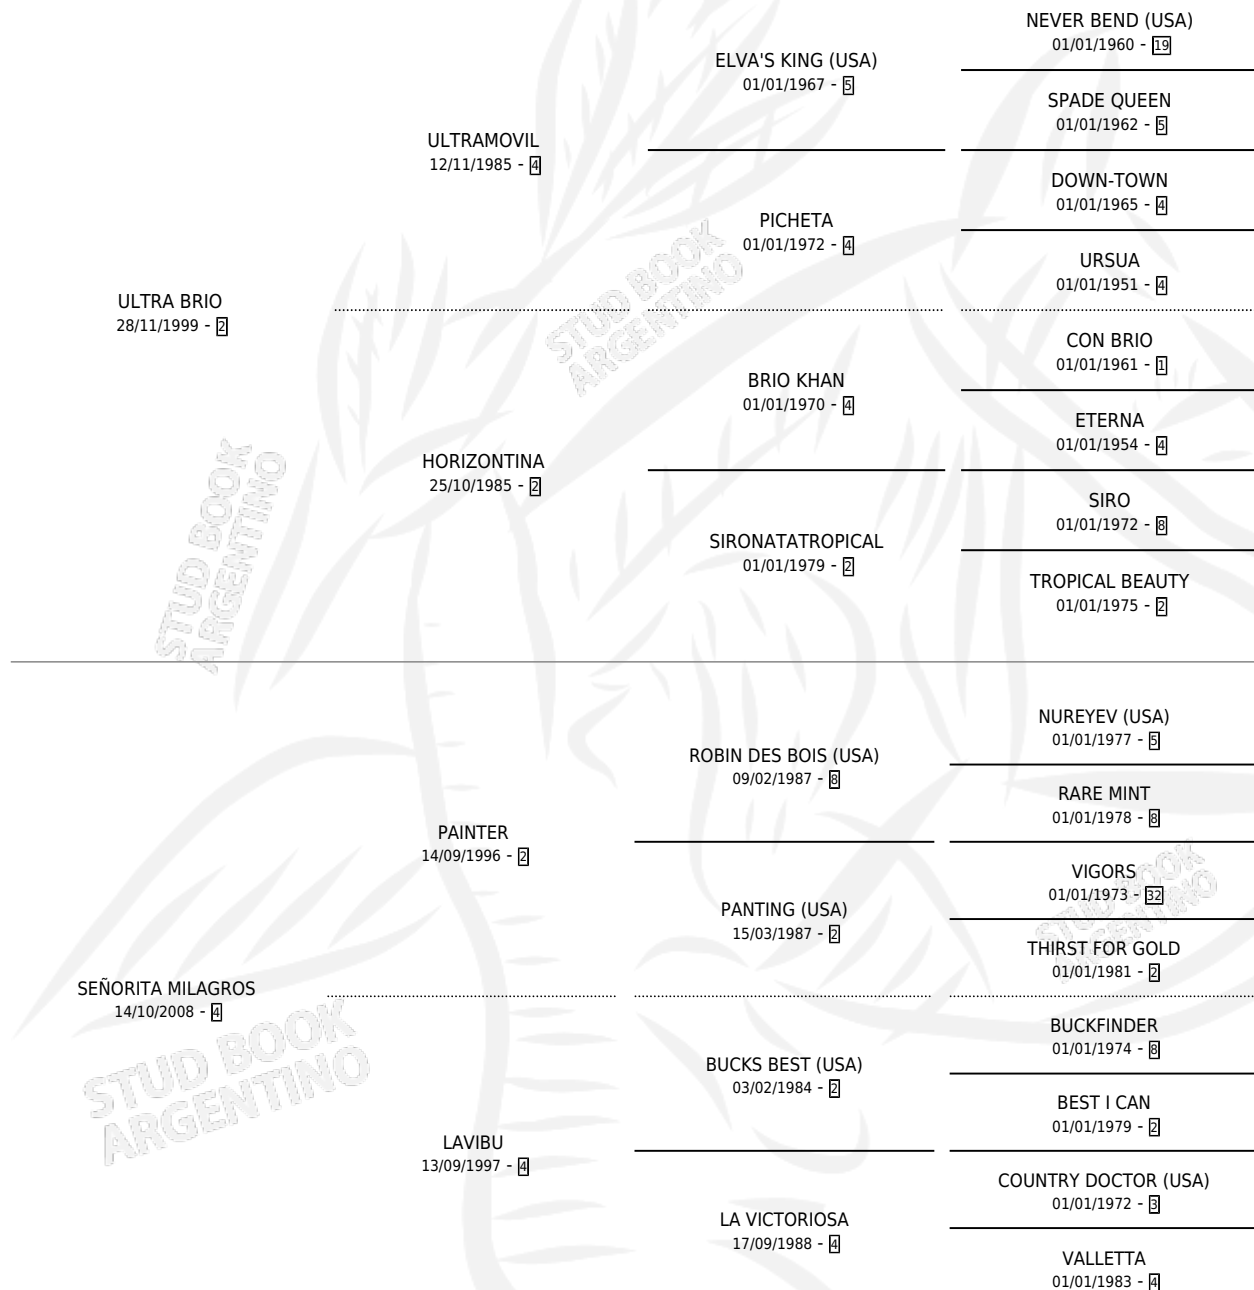 NEVER BEND (USA)
01/01/1960 - 19
ELVA'S KING (USA)
01/01/1967 - 5
SPADE QUEEN
01/01/1962 - 5
ULTRAMOVIL
12/11/1985 - 4
DOWN-TOWN
01/01/1965 - 4
PICHETA
01/01/1972 - 4
URSUA
01/01/1951 - 4
ULTRA BRIO
28/11/1999 - 2
CON BRIO
01/01/1961 - 1
BRIO KHAN
01/01/1970 - 4
ETERNA
01/01/1954 - 4
HORIZONTINA
25/10/1985 - 2
SIRO
01/01/1972 - 8
SIRONATATROPICAL
01/01/1979 - 2
TROPICAL BEAUTY
01/01/1975 - 2
STUD BOOK
ARGENTINO
STUD BOOK
ARGENTINO
NUREYEV (USA)
01/01/1977 - 5
ROBIN DES BOIS (USA)
09/02/1987 - 8
RARE MINT
01/01/1978 - 8
PAINTER
14/09/1996 - 2
VIGORS
01/01/1973 - 32
PANTING (USA)
15/03/1987 - 2
THIRST FOR GOLD
01/01/1981 - 2
SEÑORITA MILAGROS
14/10/2008 - 4
BUCKFINDER
01/01/1974 - 8
BUCKS BEST (USA)
03/02/1984 - 2
BEST I CAN
01/01/1979 - 2
LAVIBU
13/09/1997 - 4
COUNTRY DOCTOR (USA)
01/01/1972 - 3
LA VICTORIOSA
17/09/1988 - 4
VALLETTA
01/01/1983 - 4
STUD BOOK
ARGENTINO
STUD BOOK
ARGENTINO